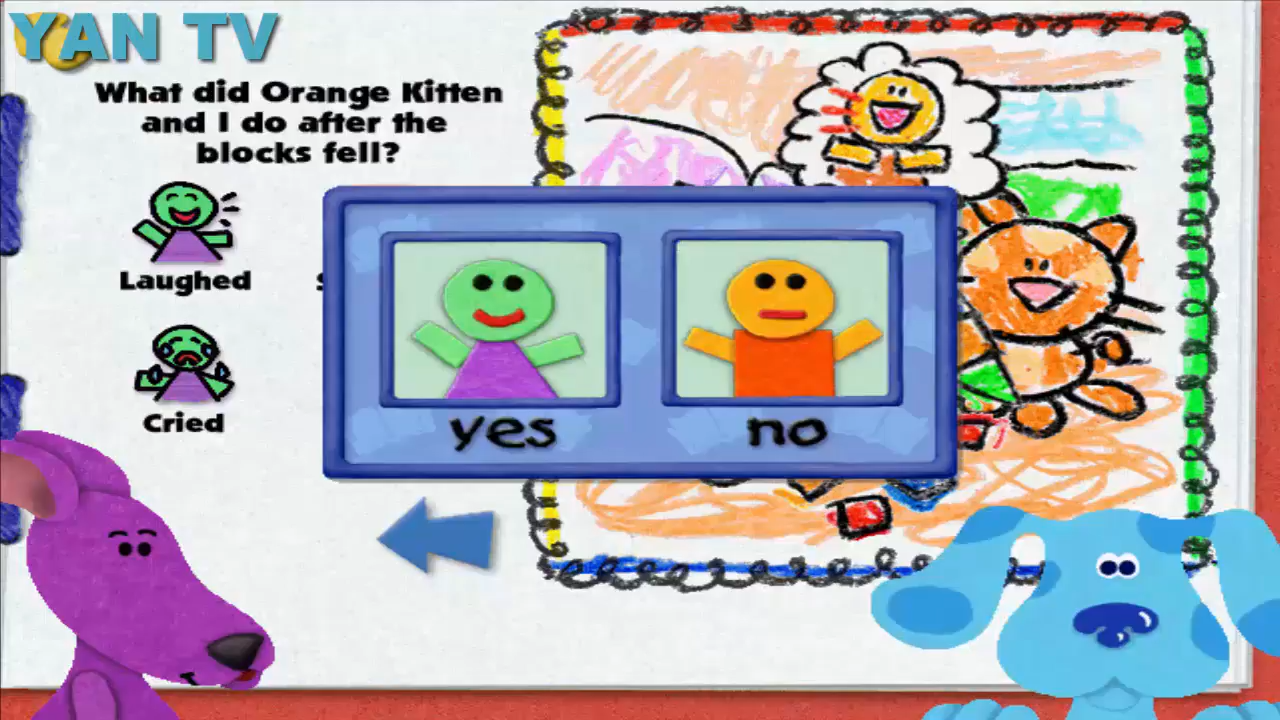 YAN TV
What did Orange Kitten
and I do after the
blocks fell?
Laughed
Cried
yes
no